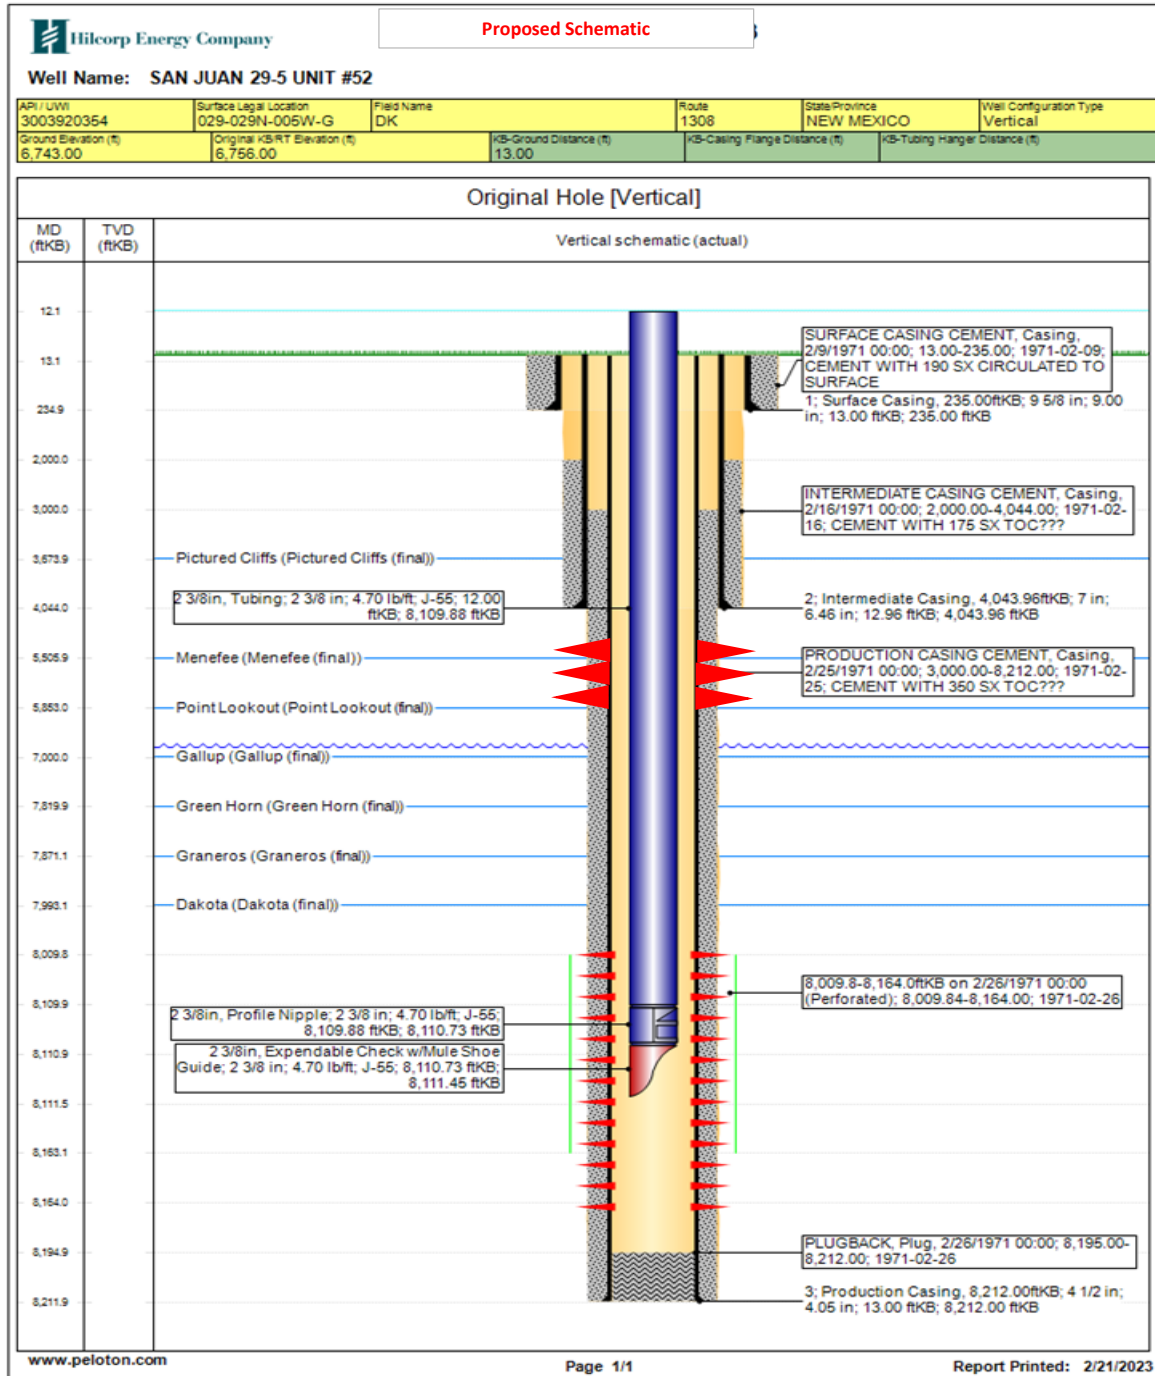 Hilcorp Energy Company
Proposed Schematic
Well Name: SAN JUAN 29-5 UNIT #52
API / UWI
3003920354
Surface Legal Location
029-029N-005W-G
Field Name
DK
Route
1308
State/Province
NEW MEXICO
Well Configuration Type
Vertical
Ground Elevation (ft)
6,743.00
Original KB/RT Elevation (ft)
6,756.00
KB-Ground Distance (ft)
13.00
KB-Casing Flange Distance (ft)
KB-Tubing Hanger Distance (ft)
Original Hole [Vertical]
MD
(ftKB)
TVD
(ftKB)
Vertical schematic (actual)
12.1
13.1
SURFACE CASING CEMENT, Casing,
2/9/1971 00:00; 13.00-235.00; 1971-02-09;
CEMENT WITH 190 SX CIRCULATED TO
SURFACE
234.9
1; Surface Casing, 235.00ftKB; 9 5/8 in; 9.00
in; 13.00 ftKB; 235.00 ftKB
2,000.0
3,000.0
INTERMEDIATE CASING CEMENT, Casing,
2/16/1971 00:00; 2,000.00-4,044.00; 1971-02-
16; CEMENT WITH 175 SX TOC???
3,673.9
Pictured Cliffs (Pictured Cliffs (final))
2 3/8in, Tubing; 2 3/8 in; 4.70 lb/ft; J-55; 12.00
ftKB; 8,109.88 ftKB
4,044.0
2; Intermediate Casing, 4,043.96ftKB; 7 in;
6.46 in; 12.96 ftKB; 4,043.96 ftKB
5,505.9
Menefee (Menefee (final))
PRODUCTION CASING CEMENT, Casing,
2/25/1971 00:00; 3,000.00-8,212.00; 1971-02-
25; CEMENT WITH 350 SX TOC???
5,853.0
Point Lookout (Point Lookout (final))
7,000.0
Gallup (Gallup (final))
7,819.9
Green Horn (Green Horn (final))
7,871.1
Graneros (Graneros (final))
7,993.1
Dakota (Dakota (final))
8,009.8
8,009.8-8,164.0ftKB on 2/26/1971 00:00
(Perforated); 8,009.84-8,164.00; 1971-02-26
8,109.9
2 3/8in, Profile Nipple; 2 3/8 in; 4.70 lb/ft; J-55;
8,109.88 ftKB; 8,110.73 ftKB
8,110.9
2 3/8in, Expendable Check w/Mule Shoe
Guide; 2 3/8 in; 4.70 lb/ft; J-55; 8,110.73 ftKB;
8,111.45 ftKB
8,111.5
8,163.1
8,164.0
8,194.9
PLUGBACK, Plug, 2/26/1971 00:00; 8,195.00-
8,212.00; 1971-02-26
8,211.9
3; Production Casing, 8,212.00ftKB; 4 1/2 in;
4.05 in; 13.00 ftKB; 8,212.00 ftKB
www.peloton.com
Page 1/1
Report Printed: 2/21/2023